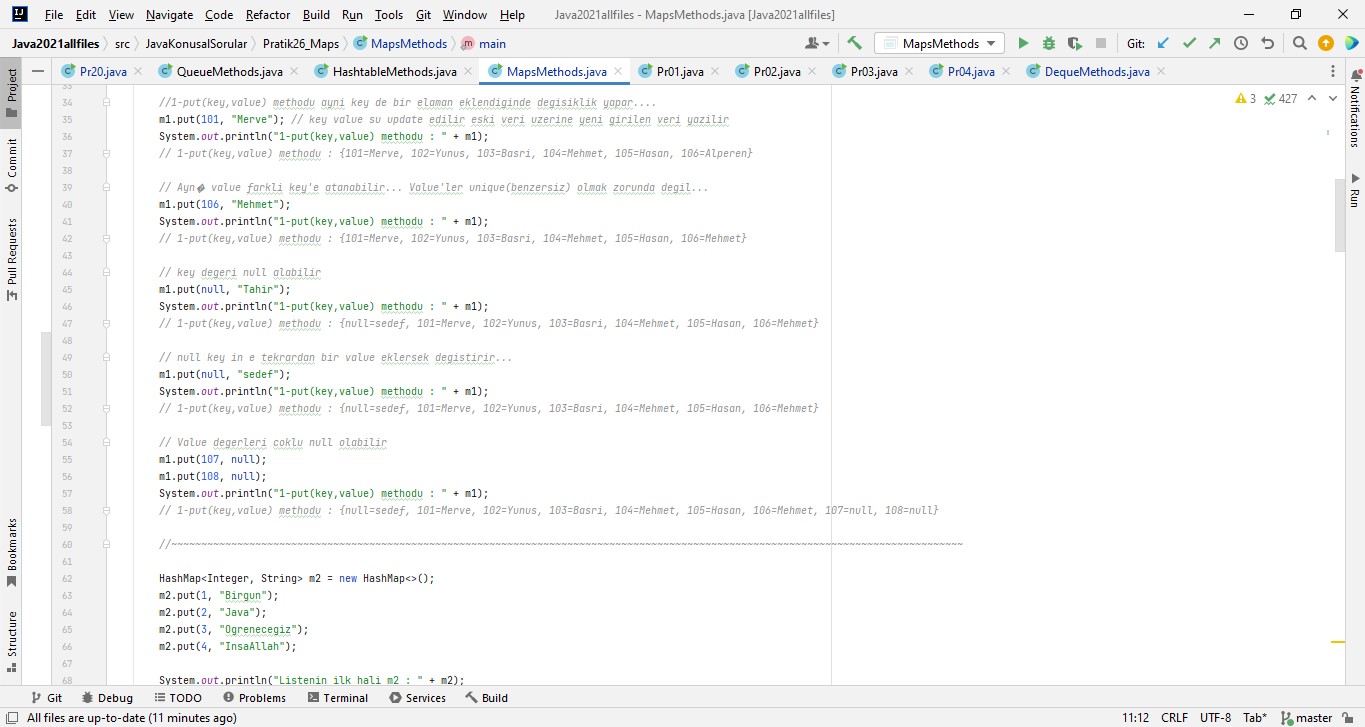 File Edit View Navigate Code Refactor Build Run Tools Git Window Help Java2021allfiles - MapsMethods.java [Java2021allfiles]
Java2021allfiles src JavaKonusalSorular Pratik26_Maps MapsMethods main MapsMethods Git:
Pr20.java QueueMethods.java HashtableMethods.java MapsMethods.java Pr01.java Pr02.java Pr03.java Pr04.java DequeMethods.java
Project
Commit
Pull Requests
Bookmarks
Structure
Notifications
Run
3 427
33
34 //1-put(key,value) methodu ayni key de bir elaman eklendiginde degisiklik yapar....
35 m1.put(101, "Merve"); // key value su update edilir eski veri uzerine yeni girilen veri yazilir
36 System.out.println("1-put(key,value) methodu : " + m1);
37 // 1-put(key,value) methodu : {101=Merve, 102=Yunus, 103=Basri, 104=Mehmet, 105=Hasan, 106=Alperen}
38
39 // Ayn� value farkli key'e atanabilir... Value'ler unique(benzersiz) olmak zorunda degil...
40 m1.put(106, "Mehmet");
41 System.out.println("1-put(key,value) methodu : " + m1);
42 // 1-put(key,value) methodu : {101=Merve, 102=Yunus, 103=Basri, 104=Mehmet, 105=Hasan, 106=Mehmet}
43
44 // key degeri null alabilir
45 m1.put(null, "Tahir");
46 System.out.println("1-put(key,value) methodu : " + m1);
47 // 1-put(key,value) methodu : {null=sedef, 101=Merve, 102=Yunus, 103=Basri, 104=Mehmet, 105=Hasan, 106=Mehmet}
48
49 // null key in e tekrardan bir value eklersek degistirir...
50 m1.put(null, "sedef");
51 System.out.println("1-put(key,value) methodu : " + m1);
52 // 1-put(key,value) methodu : {null=sedef, 101=Merve, 102=Yunus, 103=Basri, 104=Mehmet, 105=Hasan, 106=Mehmet}
53
54 // Value degerleri coklu null olabilir
55 m1.put(107, null);
56 m1.put(108, null);
57 System.out.println("1-put(key,value) methodu : " + m1);
58 // 1-put(key,value) methodu : {null=sedef, 101=Merve, 102=Yunus, 103=Basri, 104=Mehmet, 105=Hasan, 106=Mehmet, 107=null, 108=null}
59
60 //~~~~~~~~~~~~~~~~~~~~~~~~~~~~~~~~~~~~~~~~~~~~~~~~~~~~~~~~~~~~~~~~~~~~~~~~~~~~~~~~~~~~~~~~~~~~~~~~~~~~~~~~~~~~~~~~~~~~~~~~~~~~~~~~~~~~
61
62 HashMap<Integer, String> m2 = new HashMap<>();
63 m2.put(1, "Birgun");
64 m2.put(2, "Java");
65 m2.put(3, "Ogrenecegiz");
66 m2.put(4, "InsaAllah");
67
68 System.out.println("Listenin ilk hali m2 : " + m2);
Git Debug TODO Problems Terminal Services Build
All files are up-to-date (11 minutes ago) 11:12 CRLF UTF-8 Tab* master